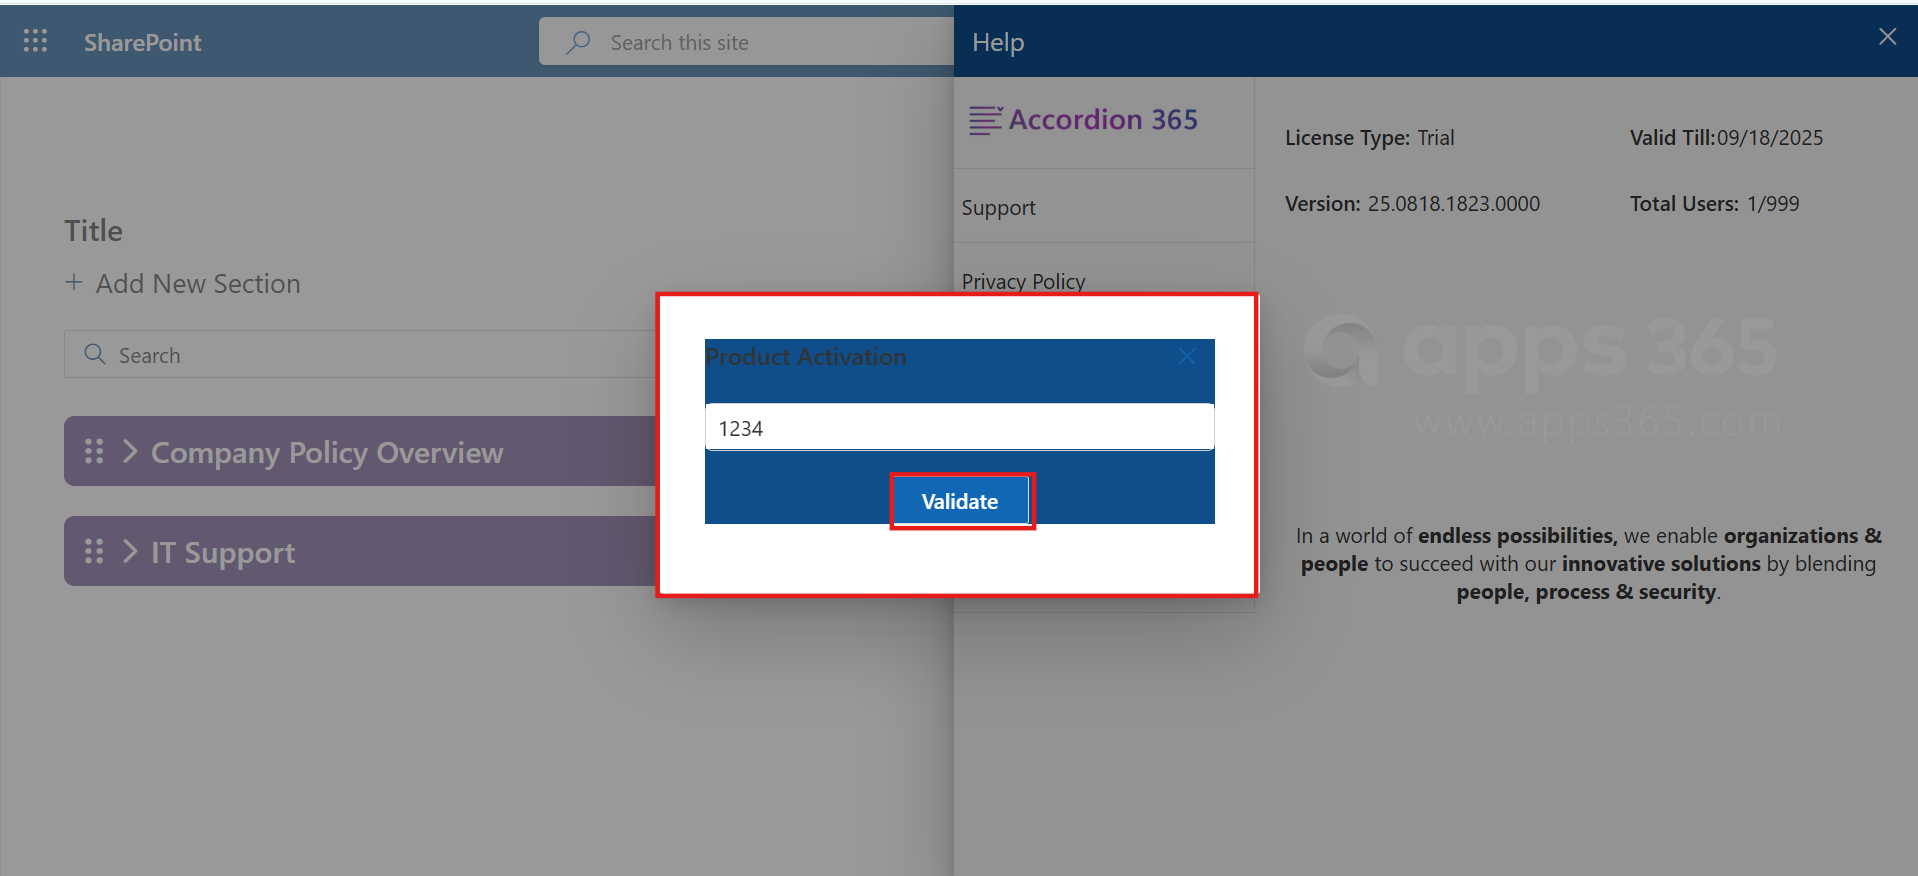 SharePoint
Search this site
Help
Accordion 365
License Type: Trial
Valid Till:09/18/2025
Support
Version: 25.0818.1823.0000
Total Users: 1/999
Title
Add New Section
Privacy Policy
Search
Product Activation
apps 365
www.apps365.com
1234
Company Policy Overview
Validate
IT Support
In a world of endless possibilities, we enable organizations &
people to succeed with our innovative solutions by blending
people, process & security.